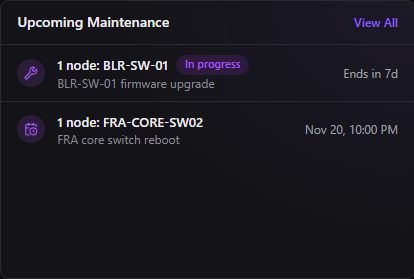 Upcoming Maintenance
View All
1 node: BLR-SW-01
In progress
BLR-SW-01 firmware upgrade
Ends in 7d
1 node: FRA-CORE-SW02
FRA core switch reboot
Nov 20, 10:00 PM